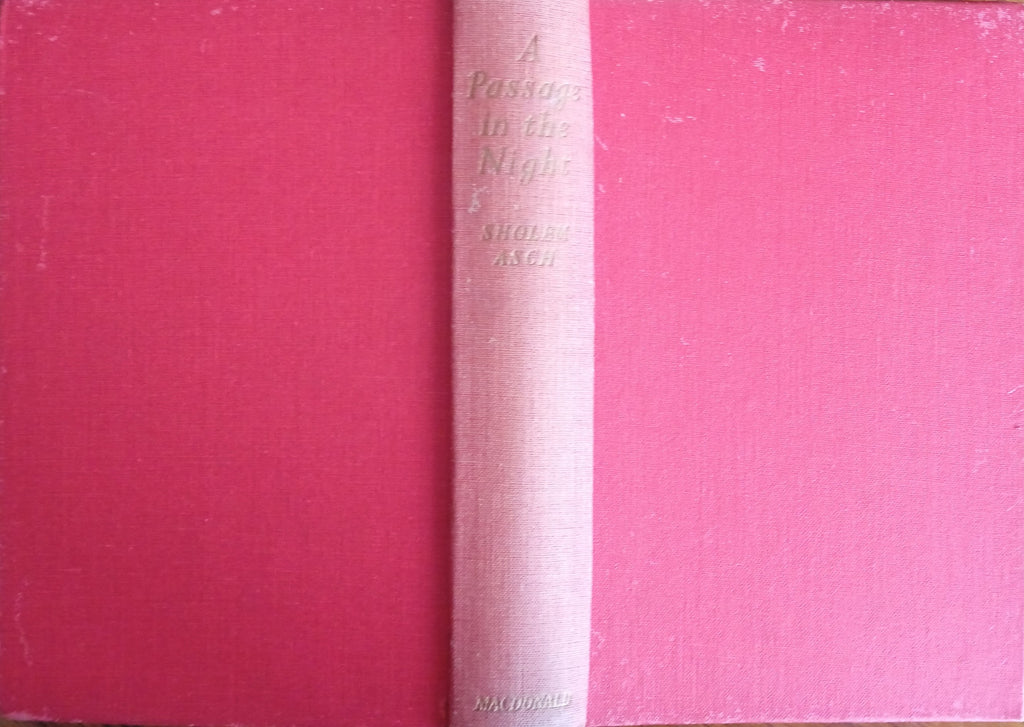 A
Passage
in the
Night
SHOLEM
ASCH
MACDONALD